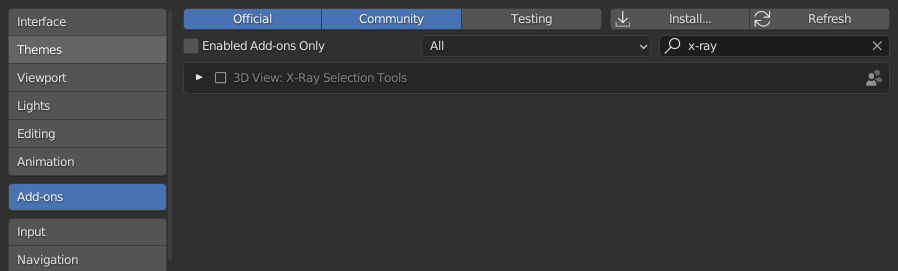 Interface
Themes
Viewport
Lights
Editing
Animation
Add-ons
Input
Navigation
Official Community Testing Install... Refresh
Enabled Add-ons Only All x-ray
3D View: X-Ray Selection Tools